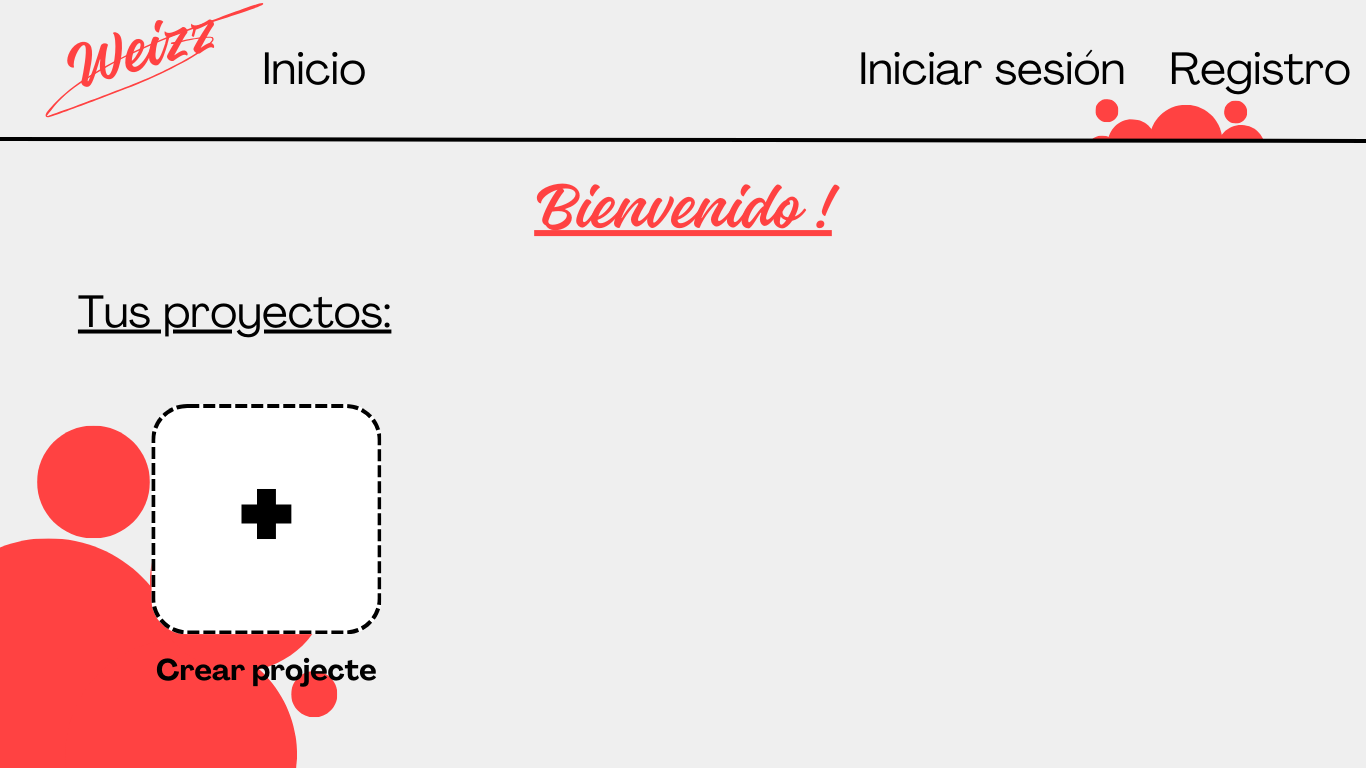 Weizz
Inicio
Iniciar sesión
Registro
Bienvenido !
Tus proyectos:
Crear projecte